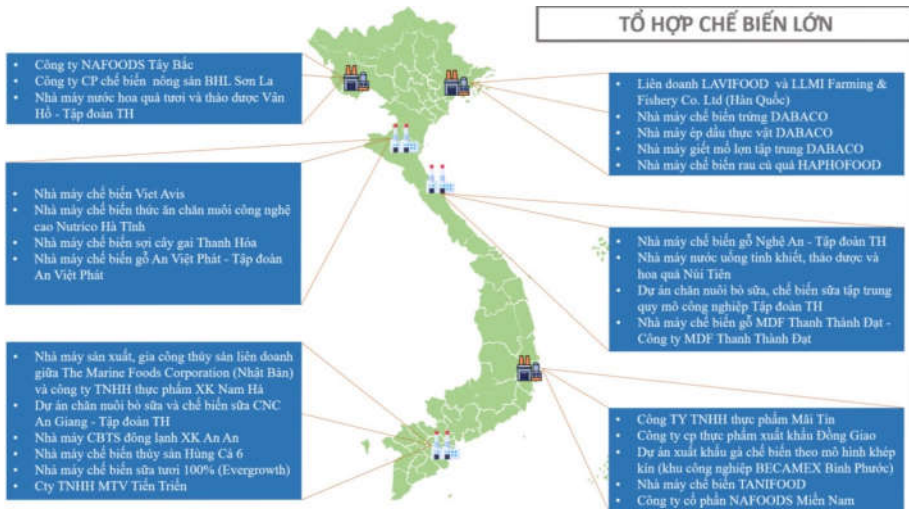 TỔ HỢP CHẾ BIẾN LỚN
• Công ty NAFOODS Tây Bắc
• Công ty CP chế biến nông sản BHL Sơn La
• Nhà máy nước hoa quả tươi và thảo dược Vân
Hồ - Tập đoàn TH
• Liên doanh LAVIFOOD và LLMI Farming &
Fishery Co. Ltd (Hàn Quốc)
• Nhà máy chế biến trứng DABACO
• Nhà máy ép dầu thực vật DABACO
• Nhà máy giết mổ lợn tập trung DABACO
• Nhà máy chế biến rau củ quả HAPHOFOOD
• Nhà máy chế biến Viet Avis
• Nhà máy chế biến thức ăn chăn nuôi công nghệ
cao Nutrico Hà Tĩnh
• Nhà máy chế biến sợi cây gai Thanh Hóa
• Nhà máy chế biến gỗ An Việt Phát - Tập đoàn
An Việt Phát
• Nhà máy chế biến gỗ Nghệ An - Tập đoàn TH
• Nhà máy nước uống tinh khiết, thảo dược và
hoa quả Núi Tiên
• Dự án chăn nuôi bò sữa, chế biến sữa tập trung
quy mô công nghiệp Tập đoàn TH
• Nhà máy chế biến gỗ MDF Thanh Thành Đạt -
Công ty MDF Thanh Thành Đạt
• Nhà máy sản xuất, gia công thủy sản liên doanh
giữa The Marine Foods Corporation (Nhật Bản)
và công ty TNHH thực phẩm XK Nam Hà
• Dự án chăn nuôi bò sữa và chế biến sữa CNC
An Giang - Tập đoàn TH
• Nhà máy CBTS đông lạnh XK An An
• Nhà máy chế biến thủy sản Hùng Cá 6
• Nhà máy chế biến sữa tươi 100% (Evergrowth)
• Cty TNHH MTV Tiến Triển
• Công TY TNHH thực phẩm Mãi Tin
• Công ty cp thực phẩm xuất khẩu Đồng Giao
• Dự án xuất khẩu gà chế biến theo mô hình khép
kín (khu công nghiệp BECAMEX Bình Phước)
• Nhà máy chế biến TANIFOOD
• Công ty cổ phần NAFOODS Miền Nam